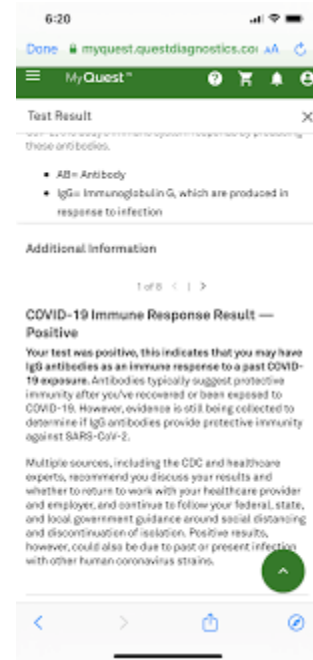 6:20
Done myquest.questdiagnostics.co AA
MyQuest™
Test Result
these antibodies.
• AB= Antibody
• IgG= Immunoglobulin G, which are produced in
response to infection
Additional Information
1 of 8 < | >
COVID-19 Immune Response Result —
Positive
Your test was positive, this indicates that you may have
IgG antibodies as an immune response to a past COVID-
19 exposure. Antibodies typically suggest protective
immunity after you've recovered or been exposed to
COVID-19. However, evidence is still being collected to
determine if IgG antibodies provide protective immunity
against SARS-CoV-2.
Multiple sources, including the CDC and healthcare
experts, recommend you discuss your results and
whether to return to work with your healthcare provider
and employer, and continue to follow your federal, state,
and local government guidance around social distancing
and discontinuation of isolation. Positive results,
however, could also be due to past or present infection
with other human coronavirus strains.